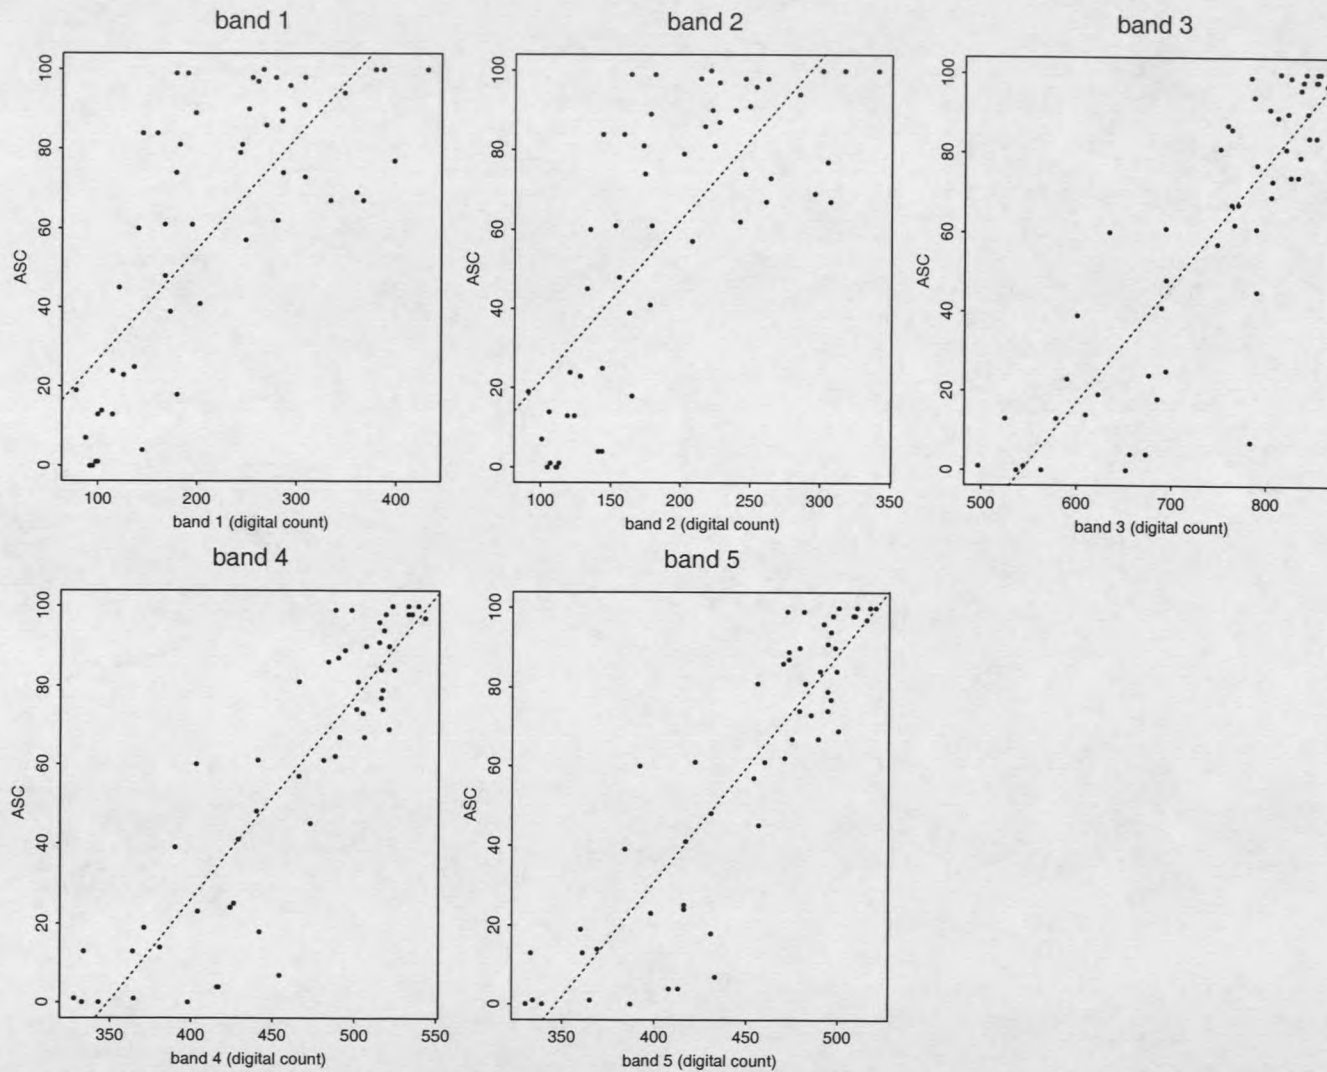 band 1
band 2
band 3
ASC
0 20 40 60 80 100
100 200 300 400
band 1 (digital count)
ASC
0 20 40 60 80 100
100 150 200 250 300 350
band 2 (digital count)
ASC
0 20 40 60 80 100
500 600 700 800
band 3 (digital count)
band 4
band 5
ASC
0 20 40 60 80 100
350 400 450 500 550
band 4 (digital count)
ASC
0 20 40 60 80 100
350 400 450 500
band 5 (digital count)